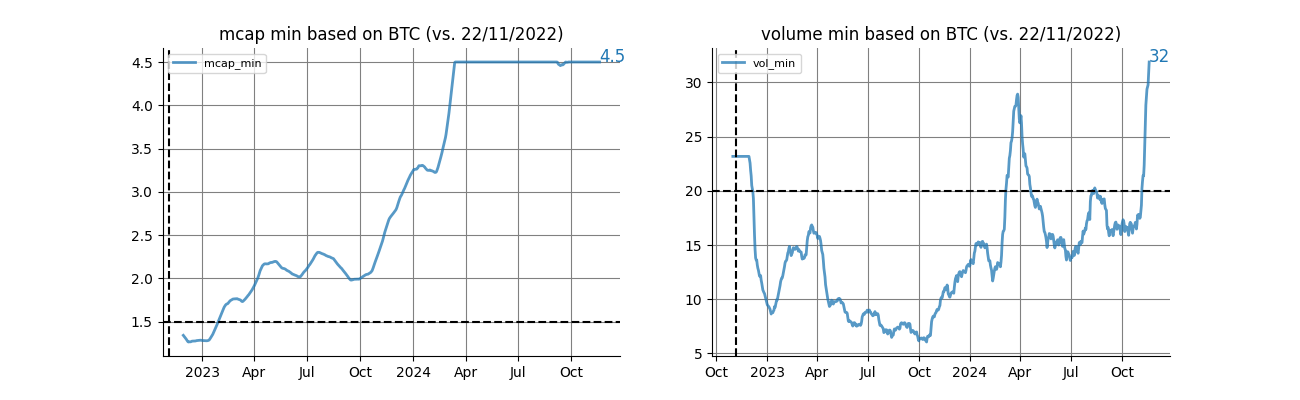 mcap min based on BTC (vs. 22/11/2022)
mcap_min
4.5
4.5
4.0
3.5
3.0
2.5
2.0
1.5
2023 Apr Jul Oct 2024 Apr Jul Oct
volume min based on BTC (vs. 22/11/2022)
vol_min
32
30
25
20
15
10
5
Oct 2023 Apr Jul Oct 2024 Apr Jul Oct